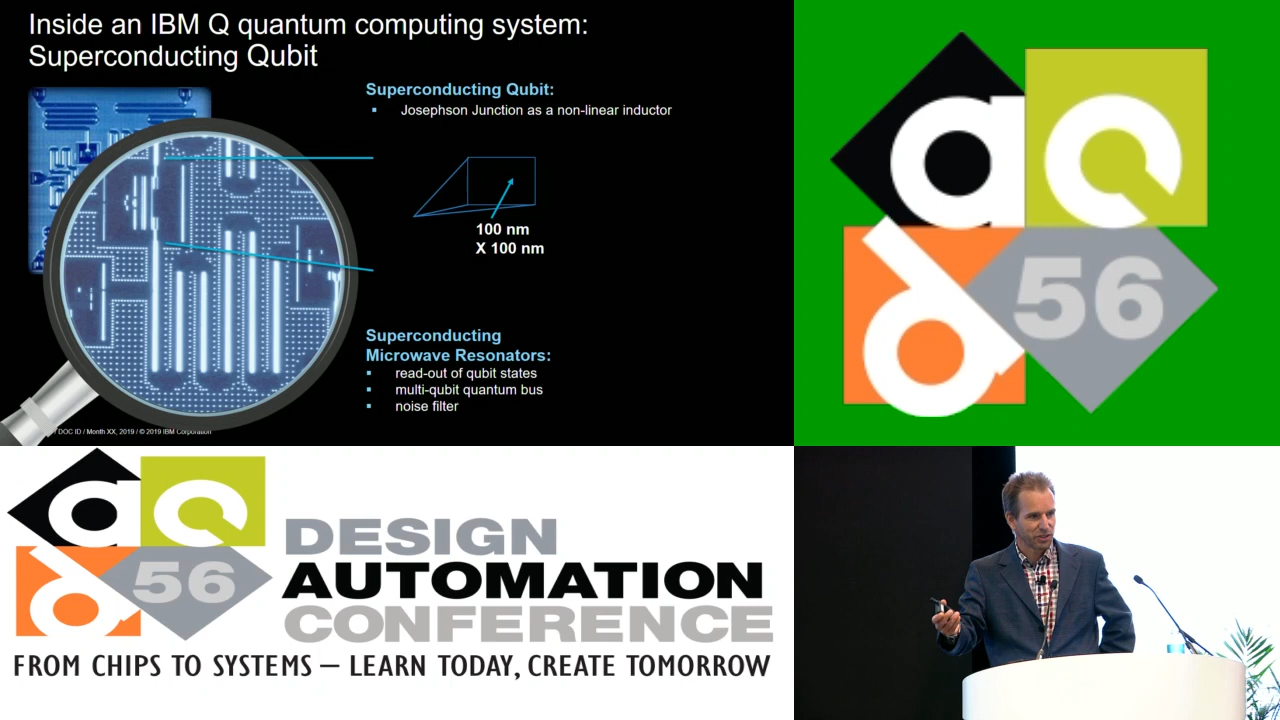 Inside an IBM Q quantum computing system:
Superconducting Qubit
Superconducting Qubit:
▪ Josephson Junction as a non-linear inductor
100 nm
X 100 nm
Superconducting
Microwave Resonators:
▪ read-out of qubit states
▪ multi-qubit quantum bus
▪ noise filter
DOC ID / Month XX, 2019 / © 2019 IBM Corporation
dac
56
dac
56
DESIGN
AUTOMATION
CONFERENCE
FROM CHIPS TO SYSTEMS — LEARN TODAY, CREATE TOMORROW